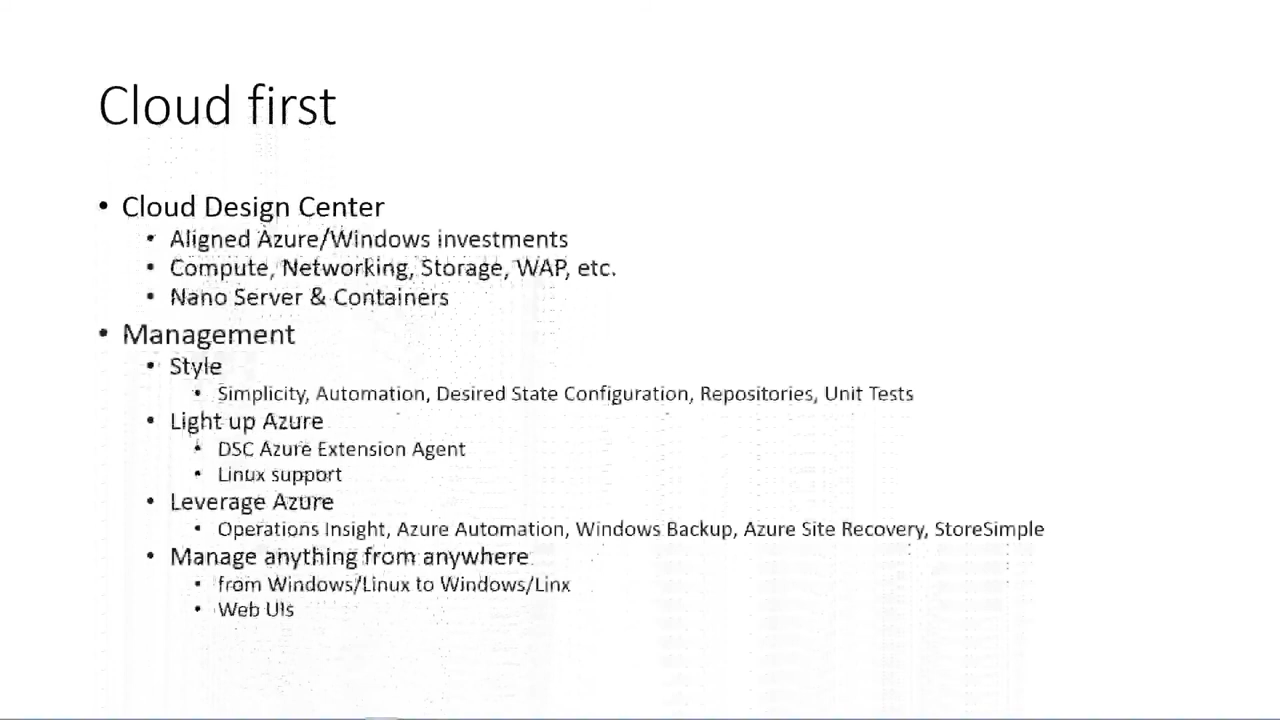 Cloud first
• Cloud Design Center
• Aligned Azure/Windows investments
• Compute, Networking, Storage, WAP, etc.
• Nano Server & Containers
• Management
• Style
• Simplicity, Automation, Desired State Configuration, Repositories, Unit Tests
• Light up Azure
• DSC Azure Extension Agent
• Linux support
• Leverage Azure
• Operations Insight, Azure Automation, Windows Backup, Azure Site Recovery, StoreSimple
• Manage anything from anywhere
• from Windows/Linux to Windows/Linx
• Web UIs